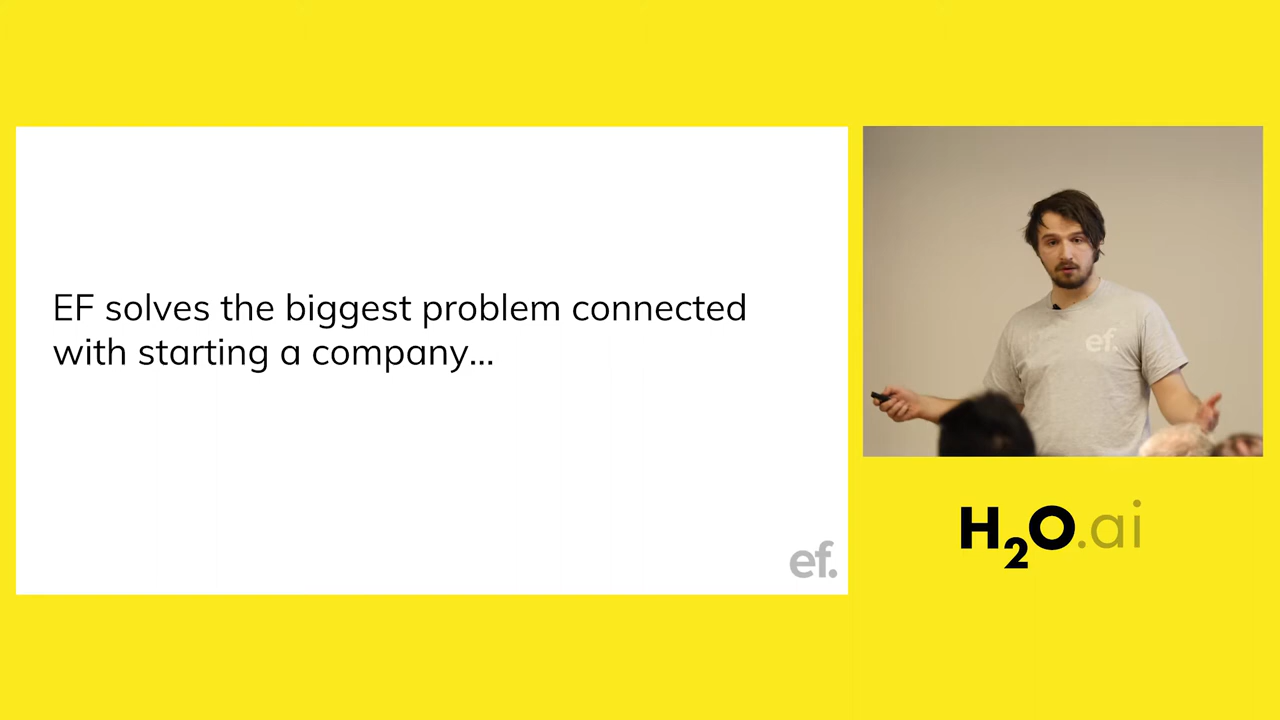 EF solves the biggest problem connected
with starting a company...
ef.
ef.
H2O.ai